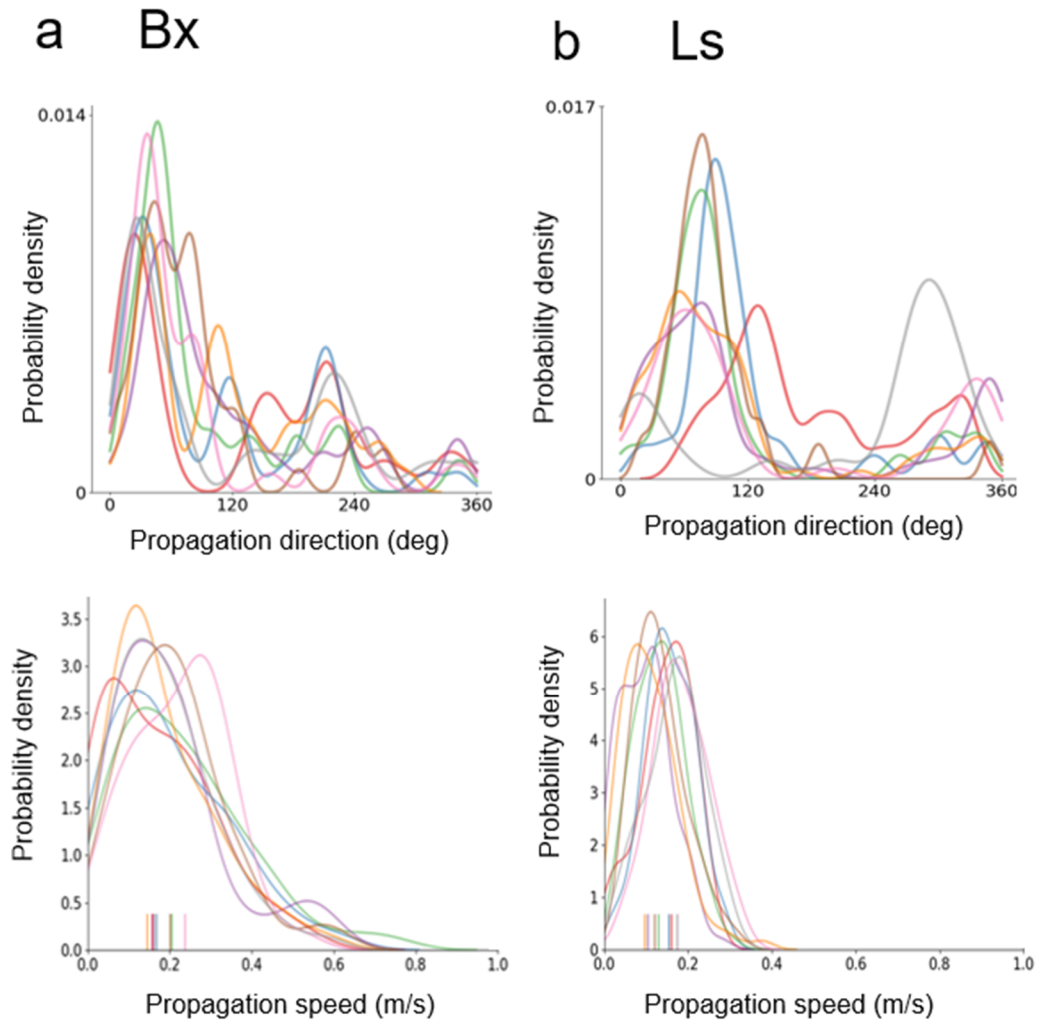 a Bx
b Ls
0.014
Probability density
0
0 120 240 360
Propagation direction (deg)
0.017
Probability density
0
0 120 240 360
Propagation direction (deg)
3.5
3.0
2.5
2.0
1.5
1.0
0.5
0.0
Probability density
0.0 0.2 0.4 0.6 0.8 1.0
Propagation speed (m/s)
6
5
4
3
2
1
0
Probability density
0.0 0.2 0.4 0.6 0.8 1.0
Propagation speed (m/s)